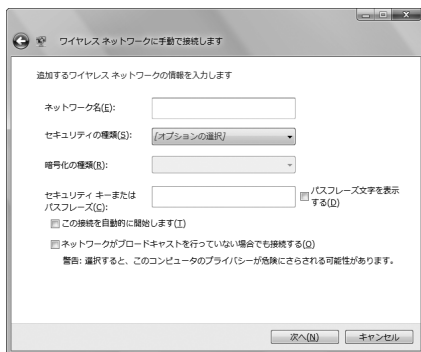 ワイヤレス ネットワークに手動で接続します
追加するワイヤレス ネットワークの情報を入力します
ネットワーク名(E):
セキュリティの種類(S): [オプションの選択]
暗号化の種類(R):
セキュリティ キーまたは
パスフレーズ(C):
パスフレーズ文字を表示
する(D)
この接続を自動的に開始します(T)
ネットワークがブロードキャストを行っていない場合でも接続する(O)
警告: 選択すると、このコンピュータのプライバシーが危険にさらされる可能性があります。
次へ(N) キャンセル